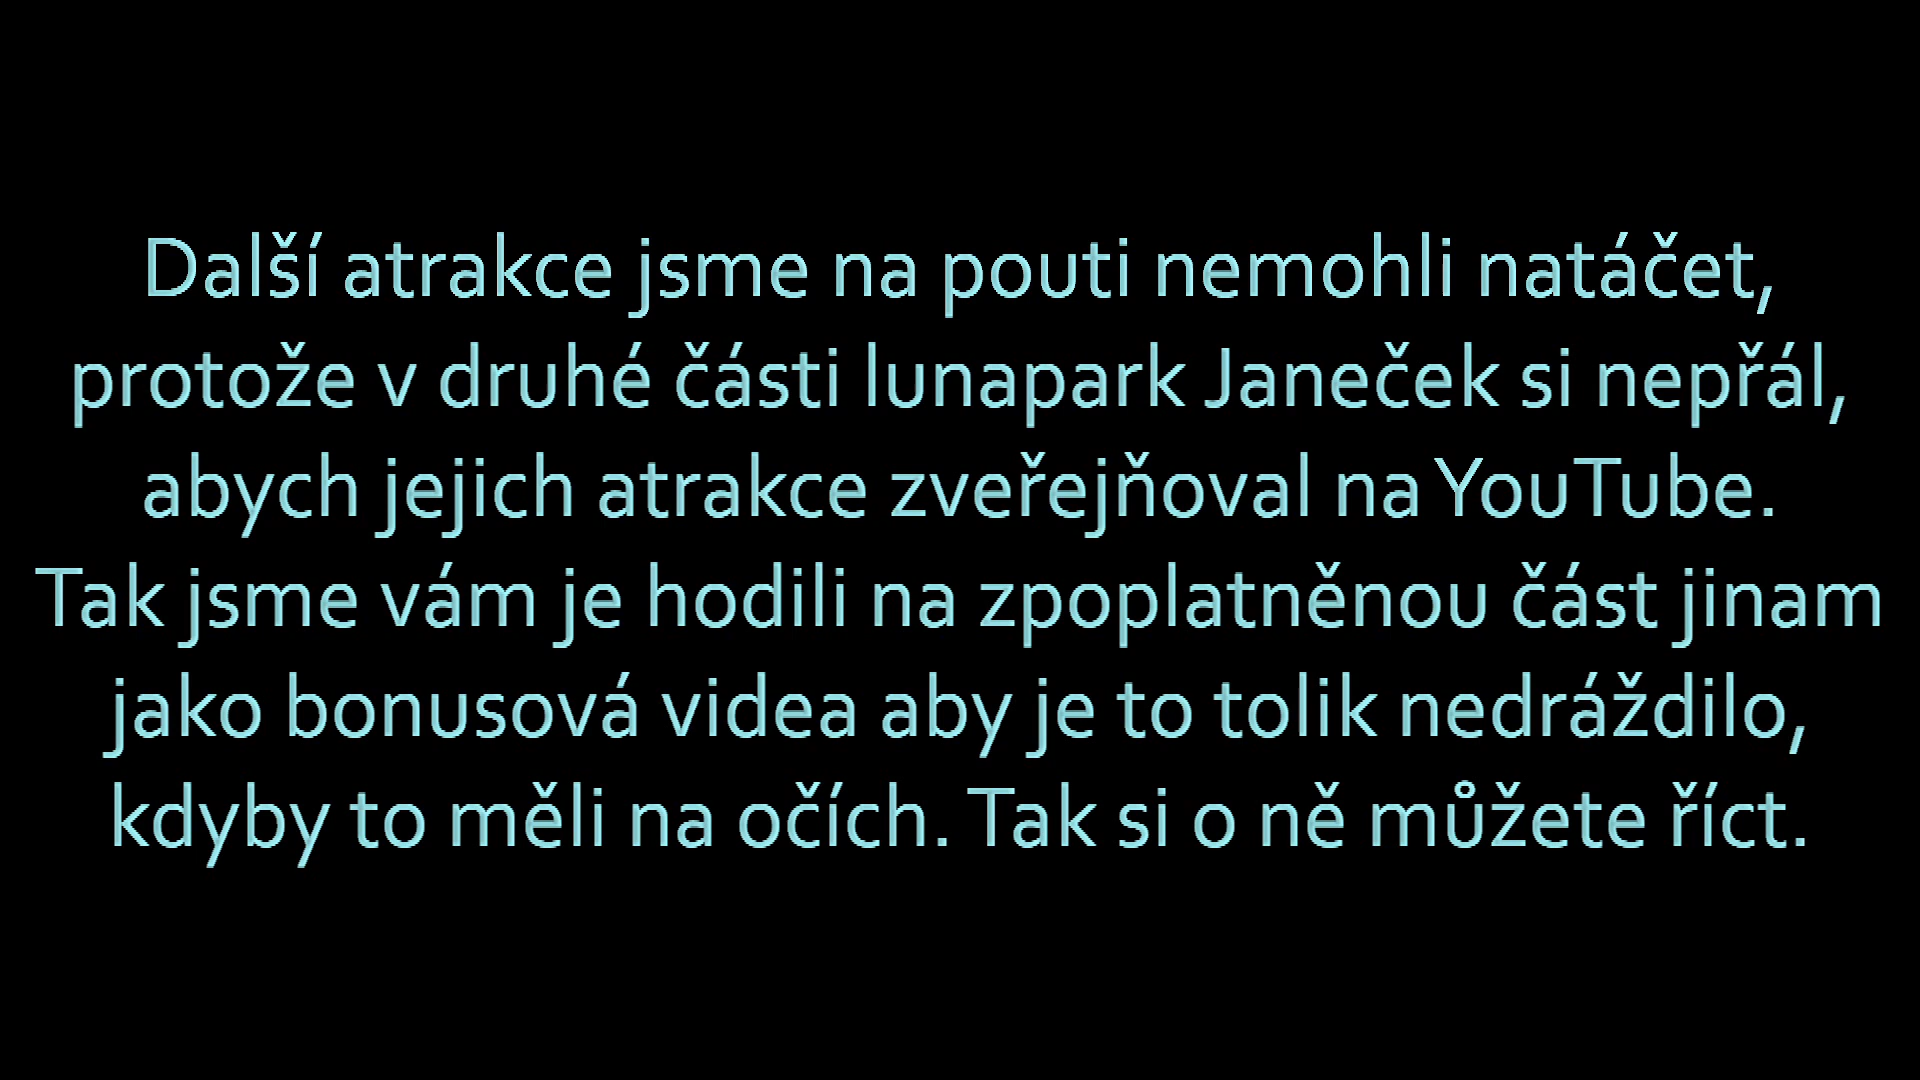 Další atrakce jsme na pouti nemohli natáčet,
protože v druhé části lunapark Janeček si nepřál,
abych jejich atrakce zveřejňoval na YouTube.
Tak jsme vám je hodili na zpoplatněnou část jinam
jako bonusová videa aby je to tolik nedráždilo,
kdyby to měli na očích. Tak si o ně můžete říct.